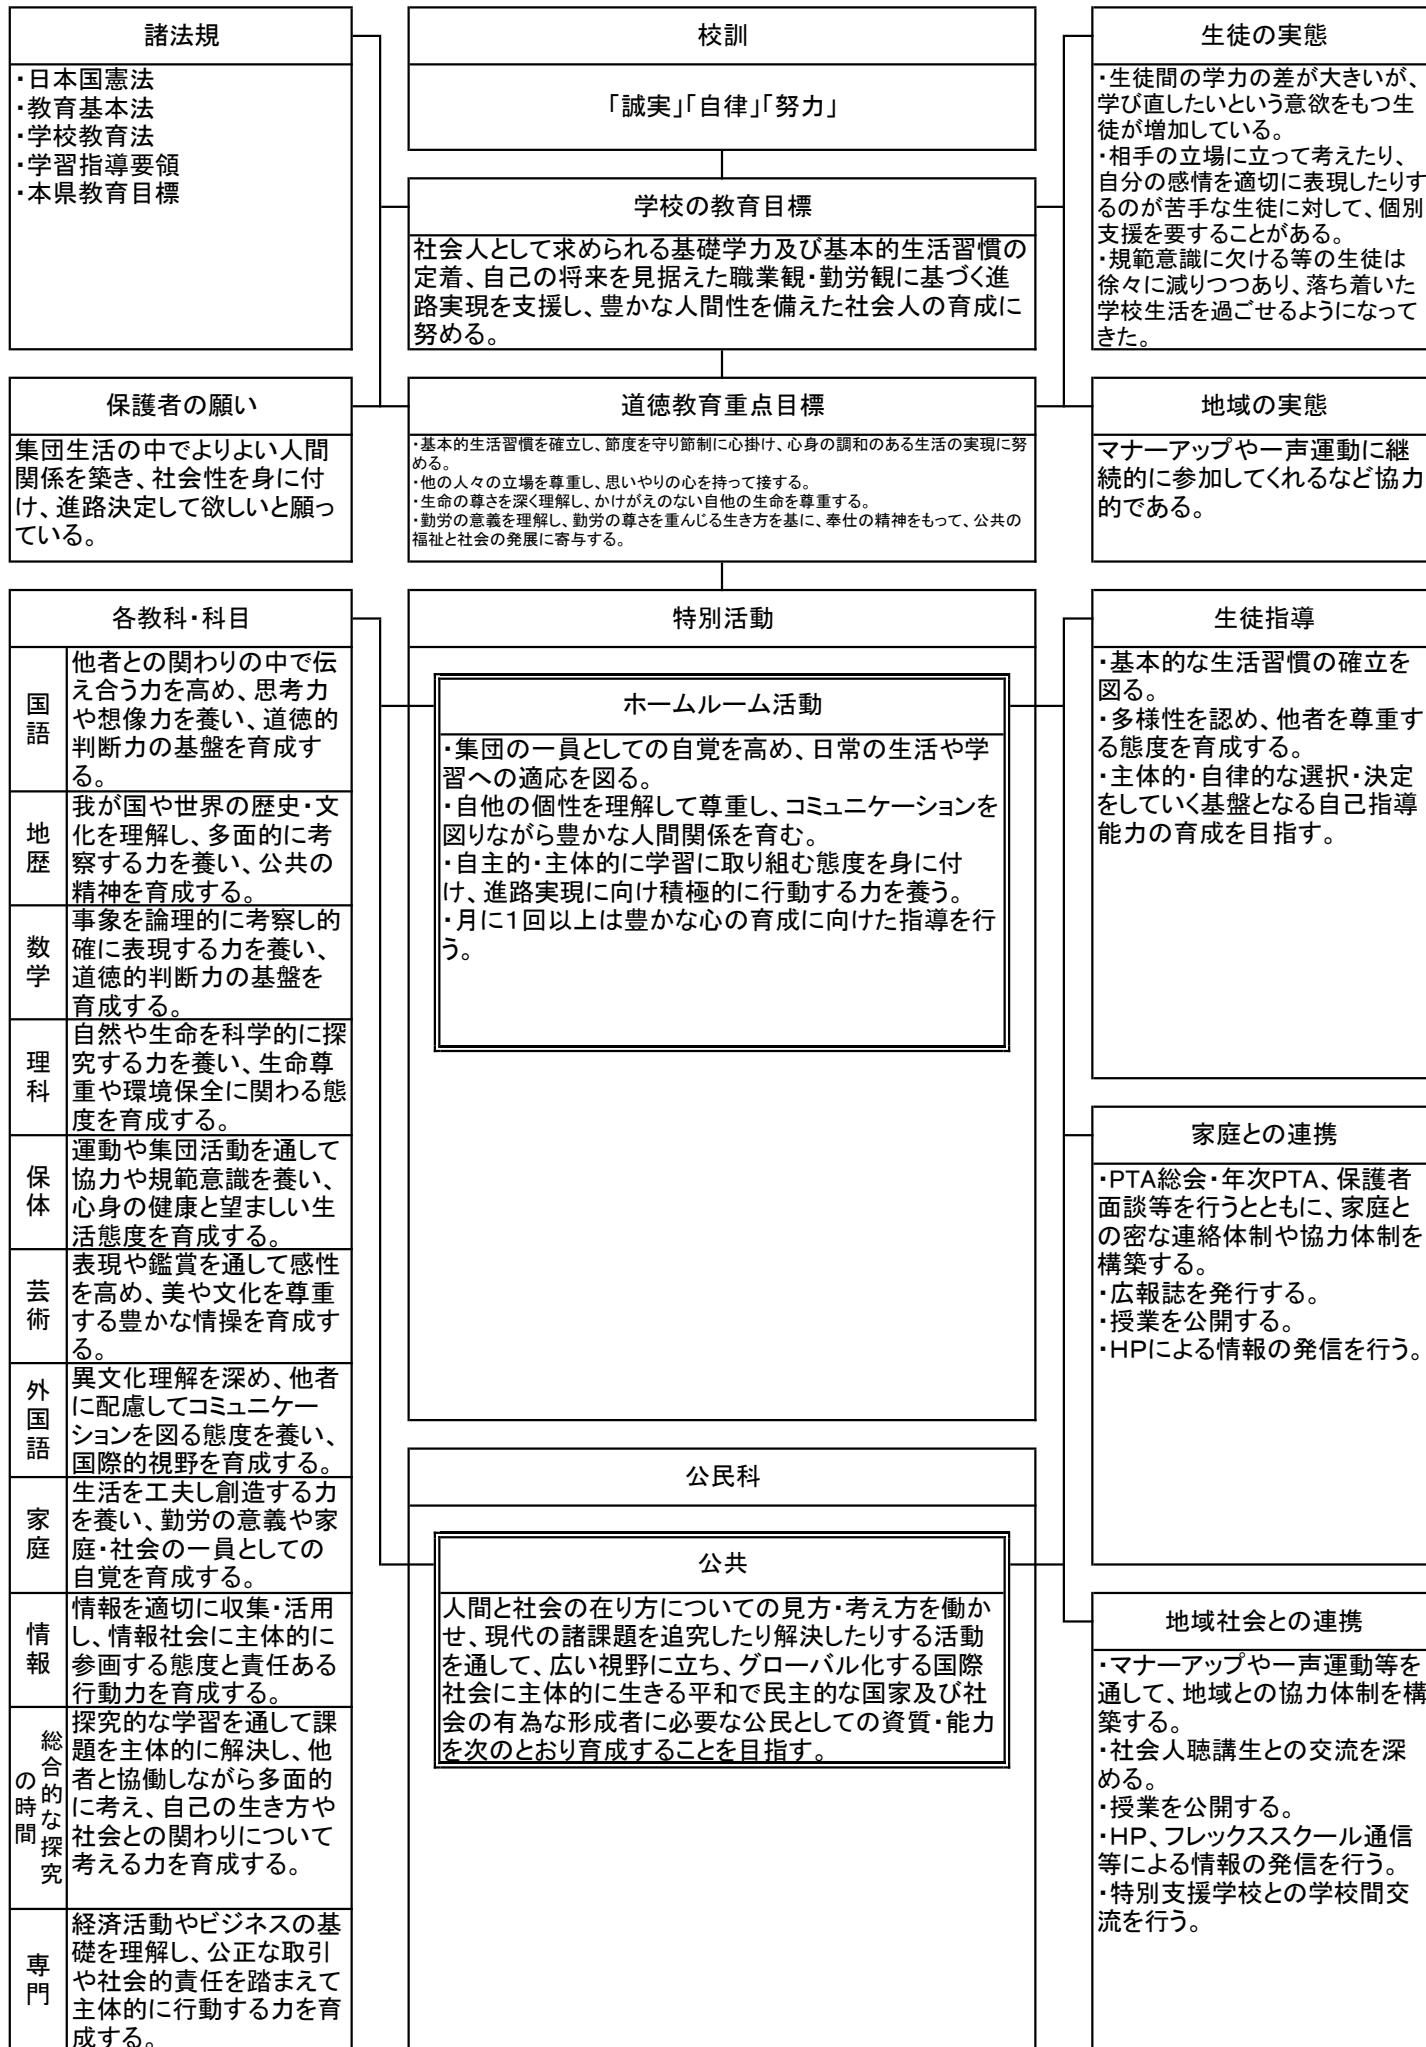 諸法規
・日本国憲法
・教育基本法
・学校教育法
・学習指導要領
・本県教育目標
校訓
「誠実」「自律」「努力」
生徒の実態
・生徒間の学力の差が大きいが、
学び直したいという意欲をもつ生
徒が増加している。
・相手の立場に立って考えたり、
自分の感情を適切に表現したりす
るのが苦手な生徒に対して、個別
支援を要することがある。
・規範意識に欠ける等の生徒は
徐々に減りつつあり、落ち着いた
学校生活を過ごせるようになって
きた。
学校の教育目標
社会人として求められる基礎学力及び基本的生活習慣の
定着、自己の将来を見据えた職業観・勤労観に基づく進
路実現を支援し、豊かな人間性を備えた社会人の育成に
努める。
保護者の願い
集団生活の中でよりよい人間
関係を築き、社会性を身に付
け、進路決定して欲しいと願っ
ている。
道徳教育重点目標
・基本的生活習慣を確立し、節度を守り節制に心掛け、心身の調和のある生活の実現に努
める。
・他の人々の立場を尊重し、思いやりの心を持って接する。
・生命の尊さを深く理解し、かけがえのない自他の生命を尊重する。
・勤労の意義を理解し、勤労の尊さを重んじる生き方を基に、奉仕の精神をもって、公共の
福祉と社会の発展に寄与する。
地域の実態
マナーアップや一声運動に継
続的に参加してくれるなど協力
的である。
各教科・科目
国語
他者との関わりの中で伝
え合う力を高め、思考力
や想像力を養い、道徳的
判断力の基盤を育成す
る。
地歴
我が国や世界の歴史・文
化を理解し、多面的に考
察する力を養い、公共の
精神を育成する。
数学
事象を論理的に考察し的
確に表現する力を養い、
道徳的判断力の基盤を
育成する。
理科
自然や生命を科学的に探
究する力を養い、生命尊
重や環境保全に関わる態
度を育成する。
保体
運動や集団活動を通して
協力や規範意識を養い、
心身の健康と望ましい生
活態度を育成する。
芸術
表現や鑑賞を通して感性
を高め、美や文化を尊重
する豊かな情操を育成す
る。
外国語
異文化理解を深め、他者
に配慮してコミュニケー
ションを図る態度を養い、
国際的視野を育成する。
家庭
生活を工夫し創造する力
を養い、勤労の意義や家
庭・社会の一員としての
自覚を育成する。
情報
情報を適切に収集・活用
し、情報社会に主体的に
参画する態度と責任ある
行動力を育成する。
総合的な探究
の時間
探究的な学習を通して課
題を主体的に解決し、他
者と協働しながら多面的
に考え、自己の生き方や
社会との関わりについて
考える力を育成する。
専門
経済活動やビジネスの基
礎を理解し、公正な取引
や社会的責任を踏まえて
主体的に行動する力を育
成する。
特別活動
ホームルーム活動
・集団の一員としての自覚を高め、日常の生活や学
習への適応を図る。
・自他の個性を理解して尊重し、コミュニケーションを
図りながら豊かな人間関係を育む。
・自主的・主体的に学習に取り組む態度を身に付
け、進路実現に向け積極的に行動する力を養う。
・月に1回以上は豊かな心の育成に向けた指導を行
う。
公民科
公共
人間と社会の在り方についての見方・考え方を働か
せ、現代の諸課題を追究したり解決したりする活動
を通して、広い視野に立ち、グローバル化する国際
社会に主体的に生きる平和で民主的な国家及び社
会の有為な形成者に必要な公民としての資質・能力
を次のとおり育成することを目指す。
生徒指導
・基本的な生活習慣の確立を
図る。
・多様性を認め、他者を尊重す
る態度を育成する。
・主体的・自律的な選択・決定
をしていく基盤となる自己指導
能力の育成を目指す。
家庭との連携
・PTA総会・年次PTA、保護者
面談等を行うとともに、家庭と
の密な連絡体制や協力体制を
構築する。
・広報誌を発行する。
・授業を公開する。
・HPによる情報の発信を行う。
地域社会との連携
・マナーアップや一声運動等を
通して、地域との協力体制を構
築する。
・社会人聴講生との交流を深
める。
・授業を公開する。
・HP、フレックススクール通信
等による情報の発信を行う。
・特別支援学校との学校間交
流を行う。